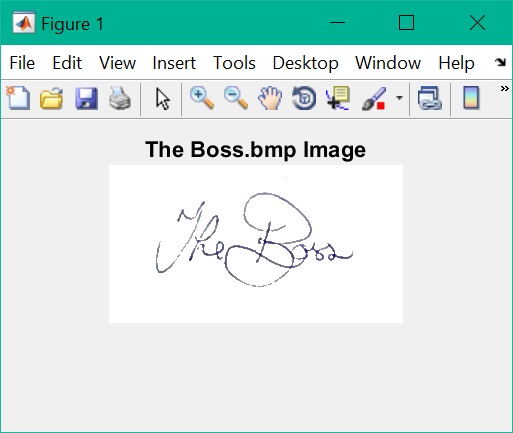 Figure 1
File Edit View Insert Tools Desktop Window Help
The Boss.bmp Image
The Boss